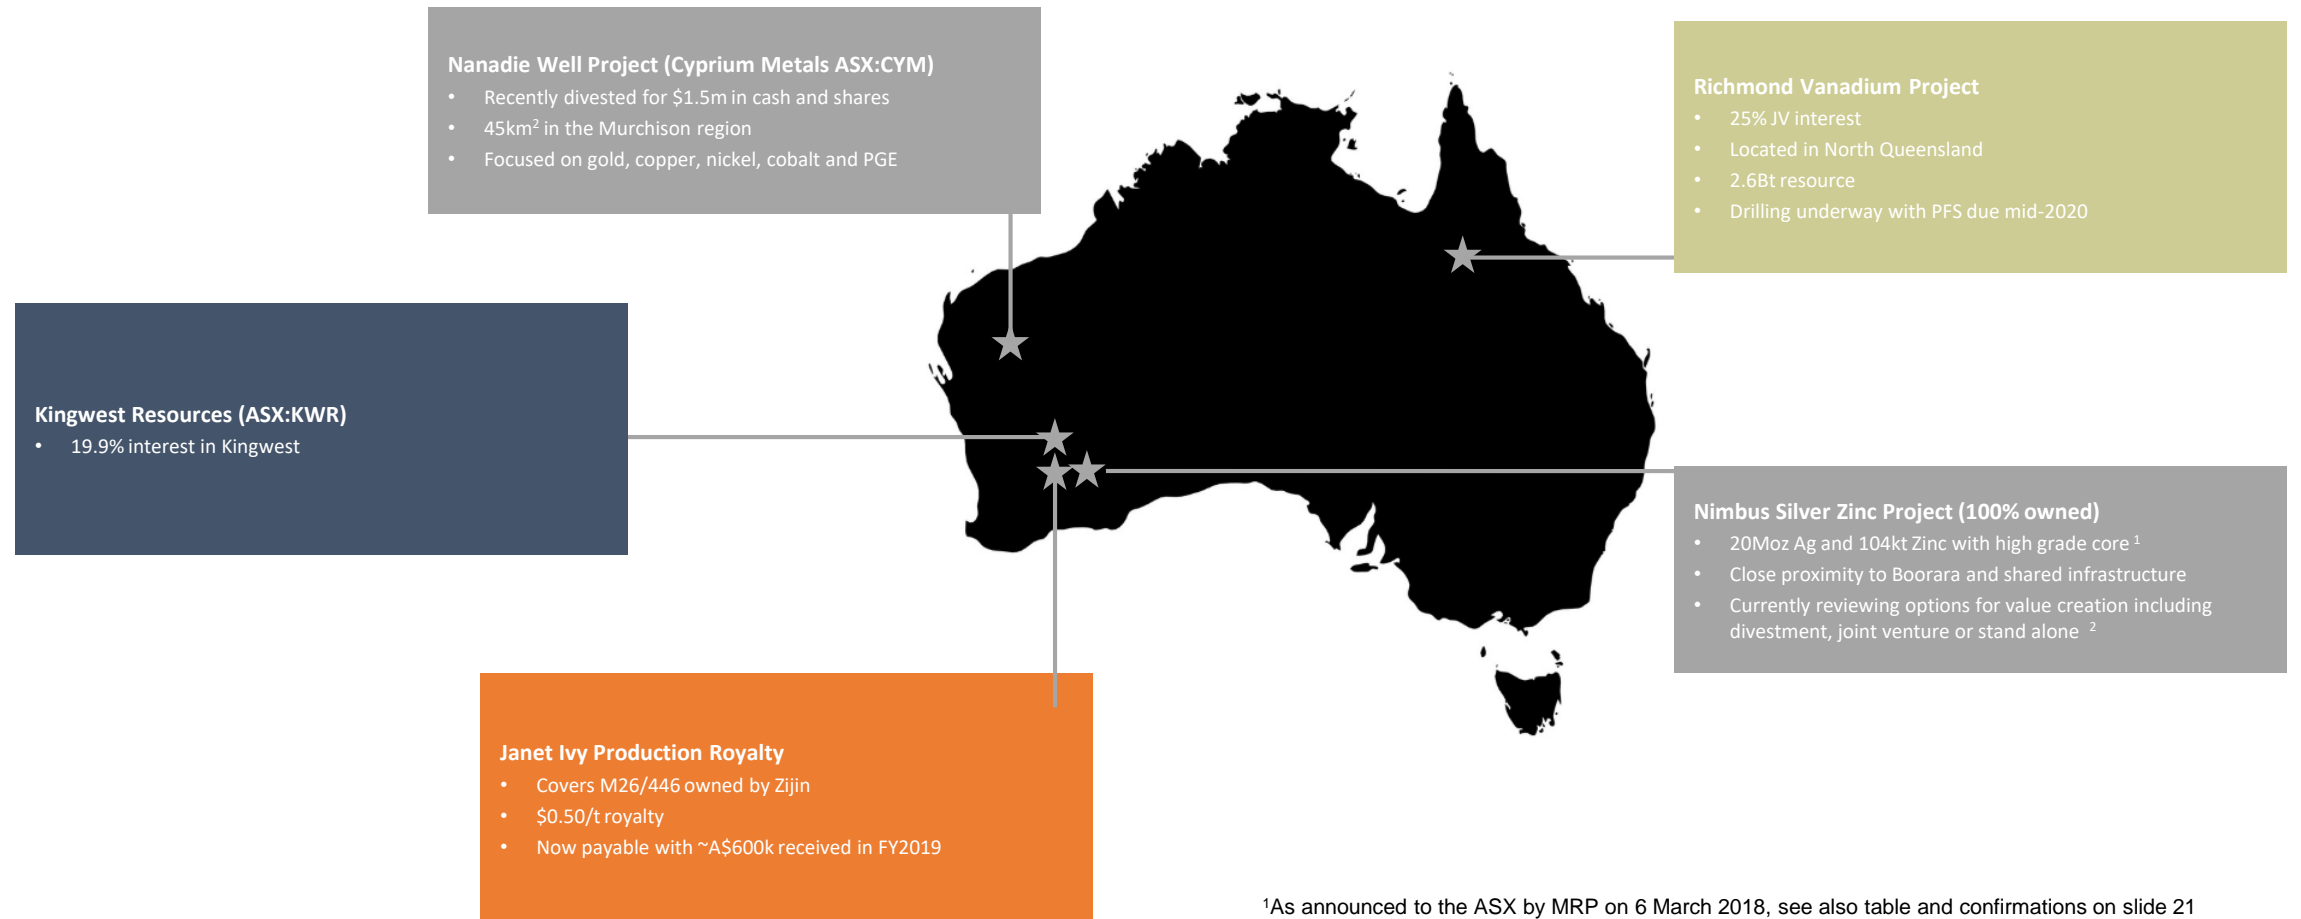 Nanadie Well Project (Cyprium Metals ASX:CYM)
• Recently divested for $1.5m in cash and shares
• 45km² in the Murchison region
• Focused on gold, copper, nickel, cobalt and PGE
Richmond Vanadium Project
• 25% JV interest
• Located in North Queensland
• 2.6Bt resource
• Drilling underway with PFS due mid-2020
Kingwest Resources (ASX:KWR)
• 19.9% interest in Kingwest
Nimbus Silver Zinc Project (100% owned)
• 20Moz Ag and 104kt Zinc with high grade core ¹
• Close proximity to Boorara and shared infrastructure
• Currently reviewing options for value creation including
divestment, joint venture or stand alone ²
Janet Ivy Production Royalty
• Covers M26/446 owned by Zijin
• $0.50/t royalty
• Now payable with ~A$600k received in FY2019
¹As announced to the ASX by MRP on 6 March 2018, see also table and confirmations on slide 21